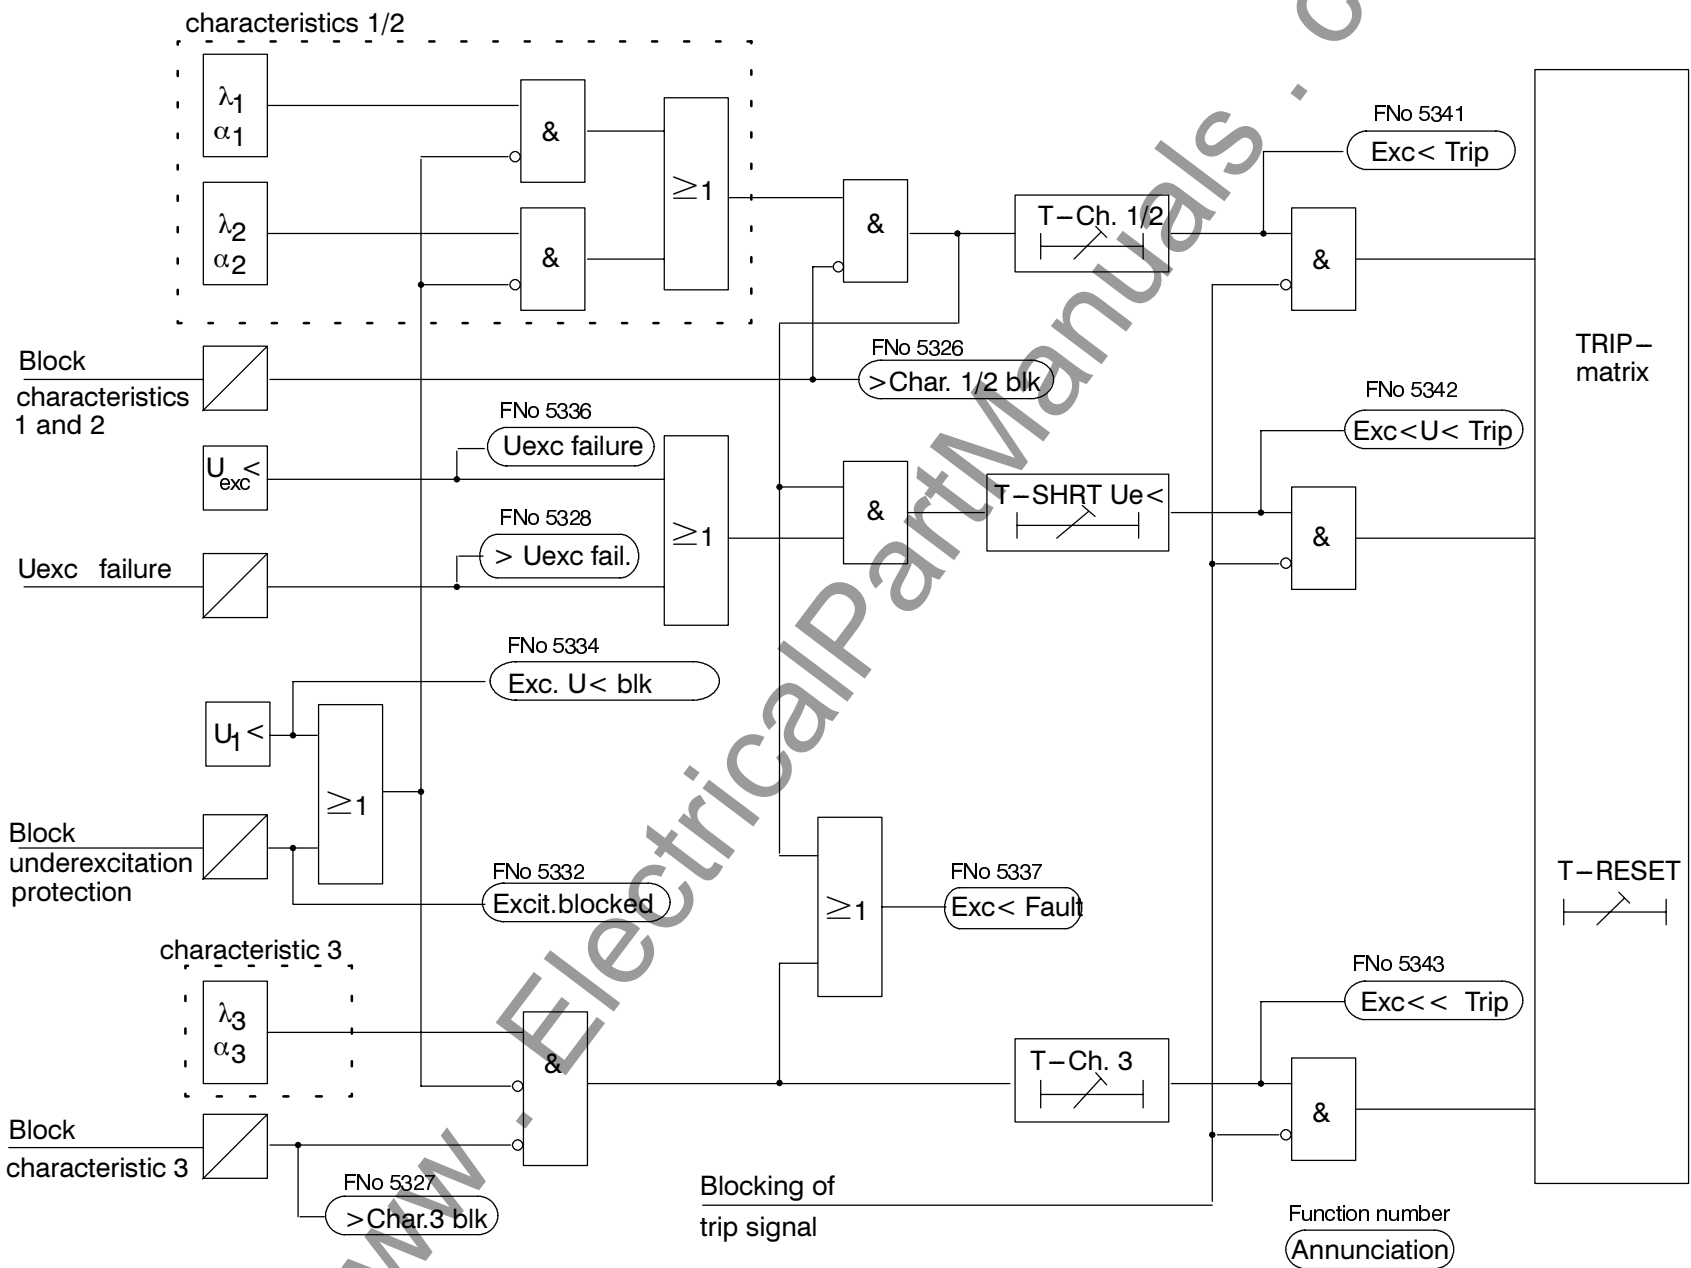 characteristics 1/2
λ1
α1
&
≥1
λ2
α2
&
&
T–Ch. 1/2
FNo 5341
Exc< Trip
&
Block
characteristics
1 and 2
FNo 5326
>Char. 1/2 blk
TRIP–
matrix
FNo 5336
Uexc failure
Uexc<
FNo 5328
> Uexc fail.
≥1
Uexc failure
&
T–SHRT Ue<
FNo 5342
Exc<U< Trip
&
FNo 5334
Exc. U< blk
U1 <
≥1
Block
underexcitation
protection
FNo 5332
Excit.blocked
≥1
FNo 5337
Exc< Fault
T–RESET
characteristic 3
λ3
α3
&
T–Ch. 3
FNo 5343
Exc<< Trip
&
Block
characteristic 3
FNo 5327
>Char.3 blk
Blocking of
trip signal
Function number
Annunciation
www . ElectricalPartManuals . c